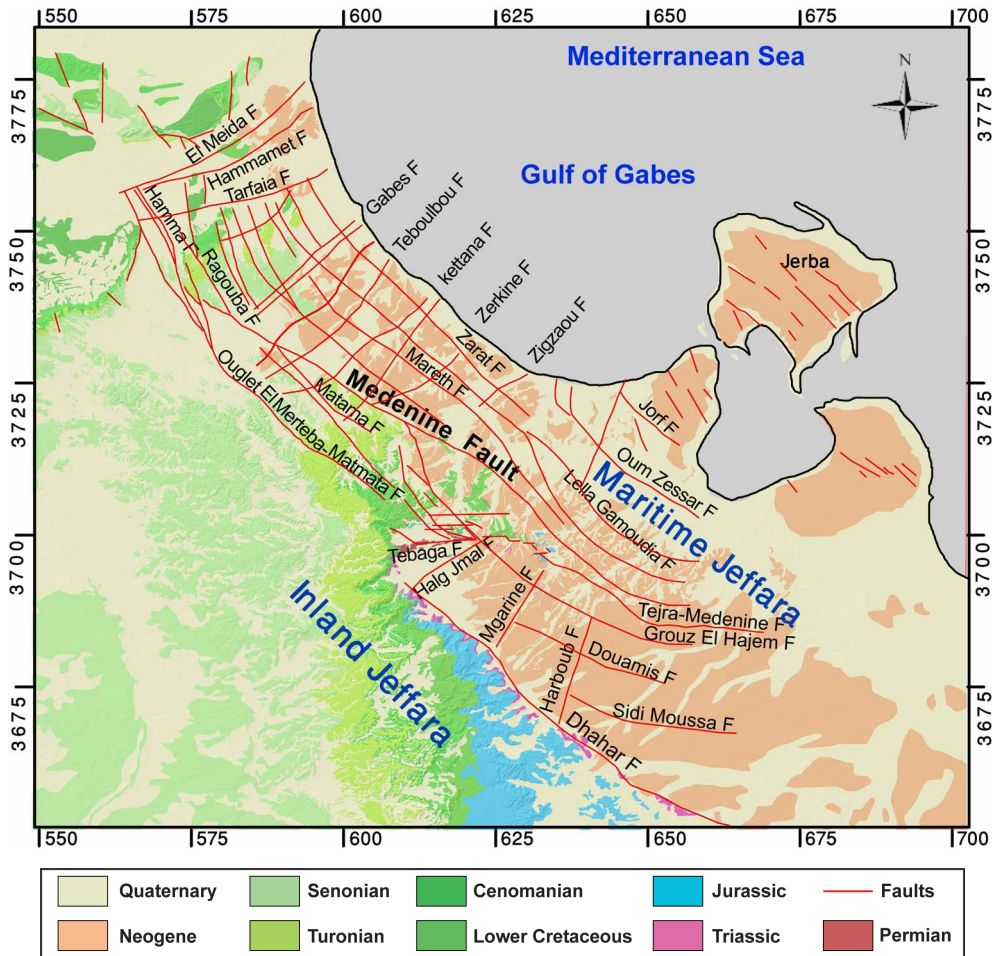 550 575 600 625 650 675 700
Mediterranean Sea
N
3775
3775
El Meida F
Hammamet F
Gulf of Gabes
Tarfaia F
Gabes F
Hamma F
Teboulbou F
3750
3750
Ragouba F
kettana F
Jerba
Zerkine F
Zigzaou F
Zarat F
Mareth F
Ouglet ElMerteba-Matmata F
Matama F
Medenine Fault
3725
3725
Jorf F
Oum Zessar F
Lella Gamoudia F
Maritime Jeffara
3700
3700
Tebaga F
Halg Jmal F
Inland Jeffara
Mgarine F
Tejra-Medenine F
Grouz El Hajem F
Harboub F
Douamis F
3675
3675
Sidi Moussa F
Dhahar F
550 575 600 625 650 675 700
Quaternary Senonian Cenomanian Jurassic Faults
Neogene Turonian Lower Cretaceous Triassic Permian